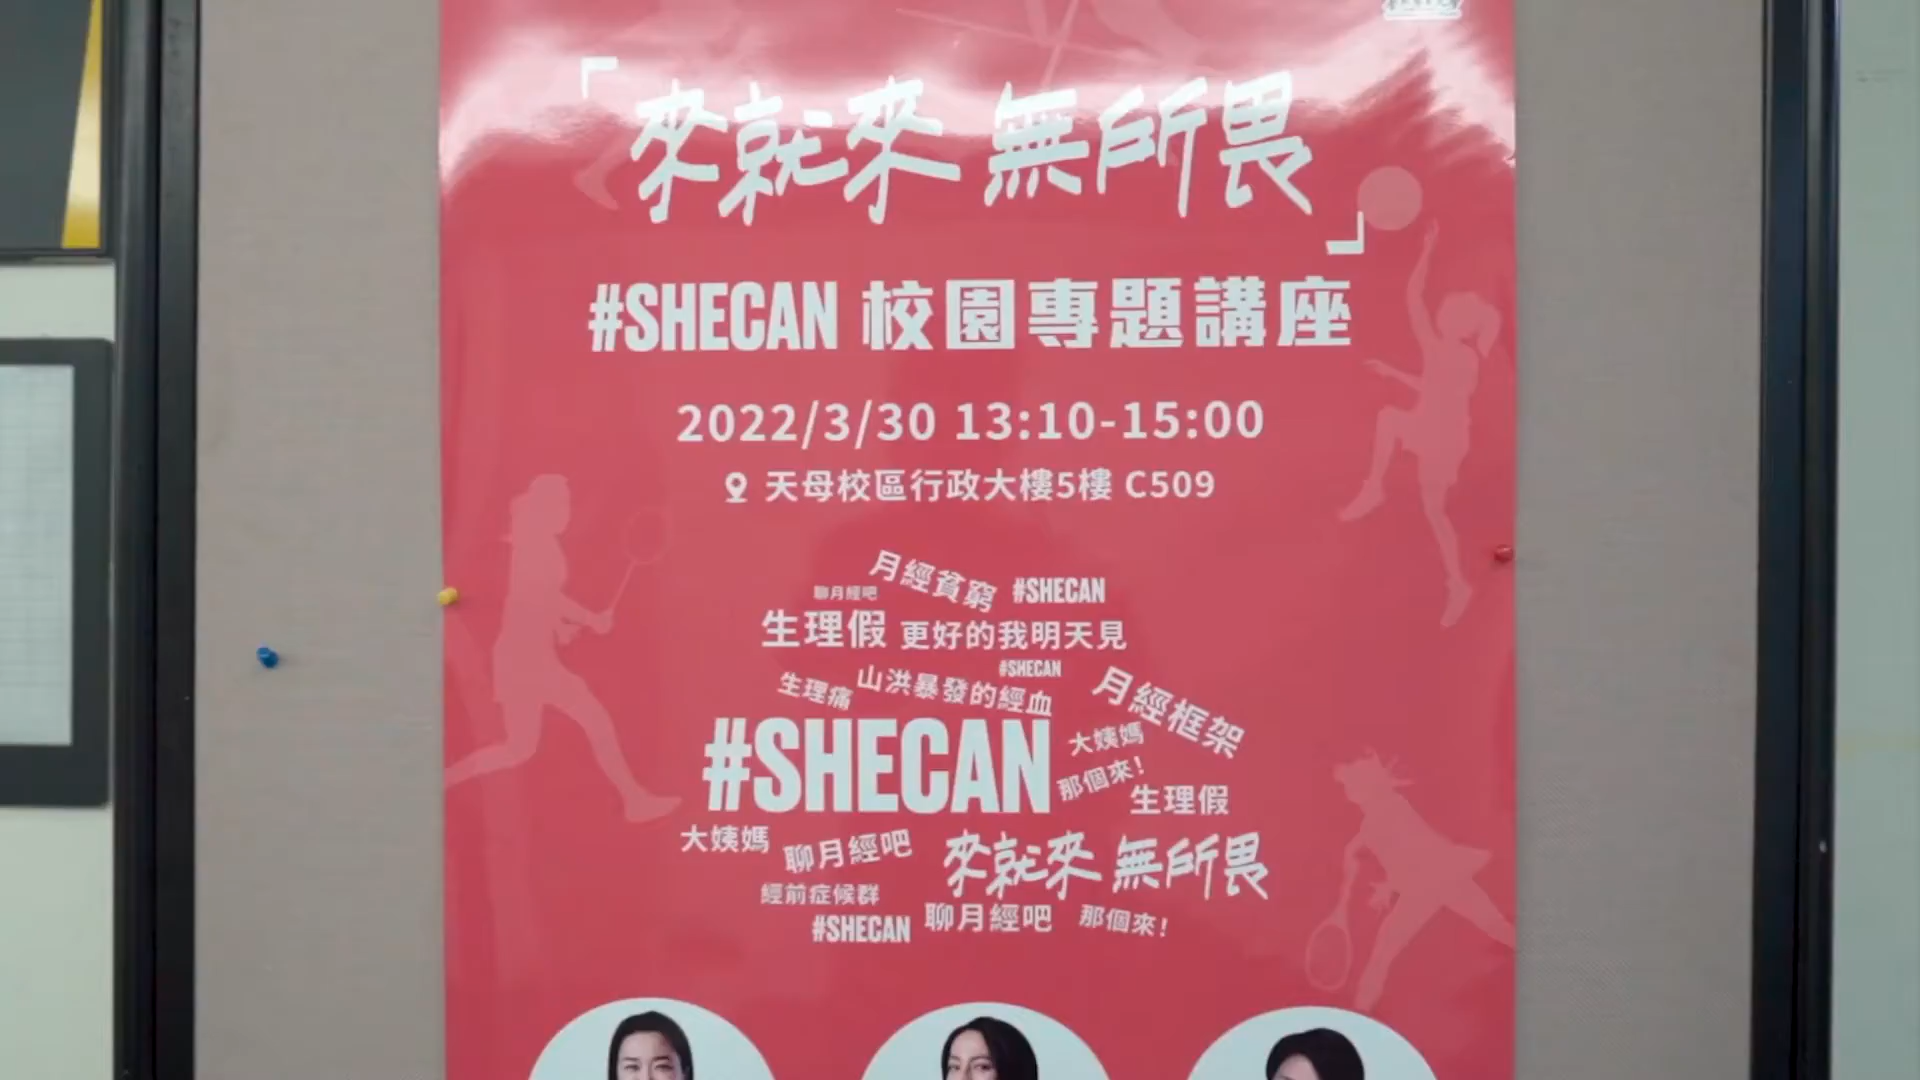 「來就來 無所畏」
#SHECAN 校園專題講座
2022/3/30 13:10-15:00
天母校區行政大樓5樓 C509
月經貧窮 #SHECAN
聊月經吧
生理假 更好的我明天見
#SHECAN
生理痛 山洪暴發的經血 月經框架
#SHECAN 大姨媽
那個來!
生理假
大姨媽 聊月經吧 來就來 無所畏
經前症候群
#SHECAN 聊月經吧 那個來!